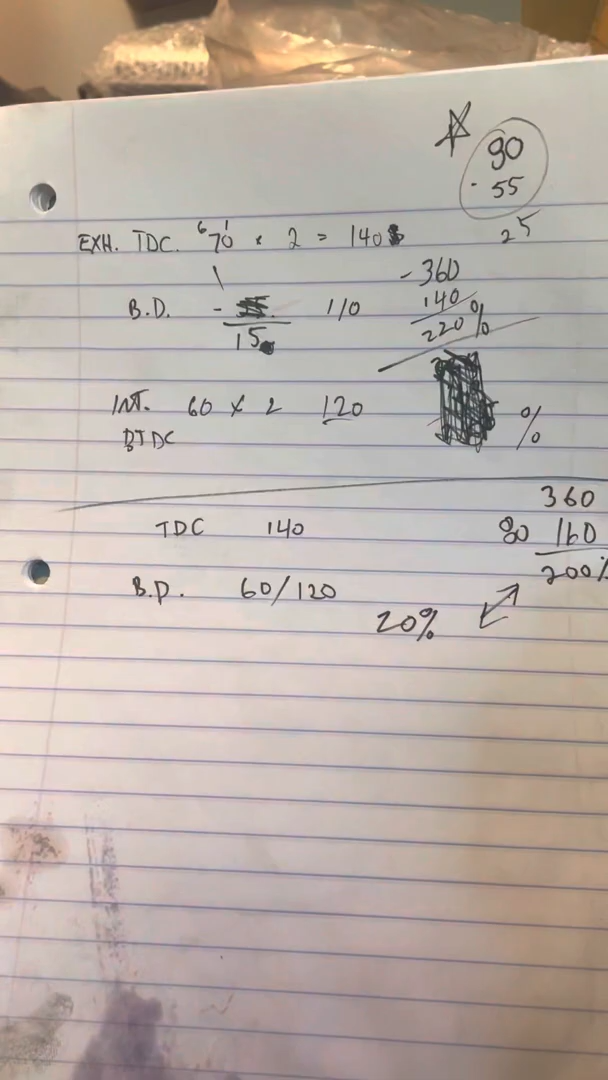 90
- 55
25
EXH. TDC. 70 x 2 = 140
- 360
B.D. - 110 140
15 220%
INT. 60 x 2 120 %
BTDC
360
TDC 140 80 160
200%
B.D. 60/120
20%